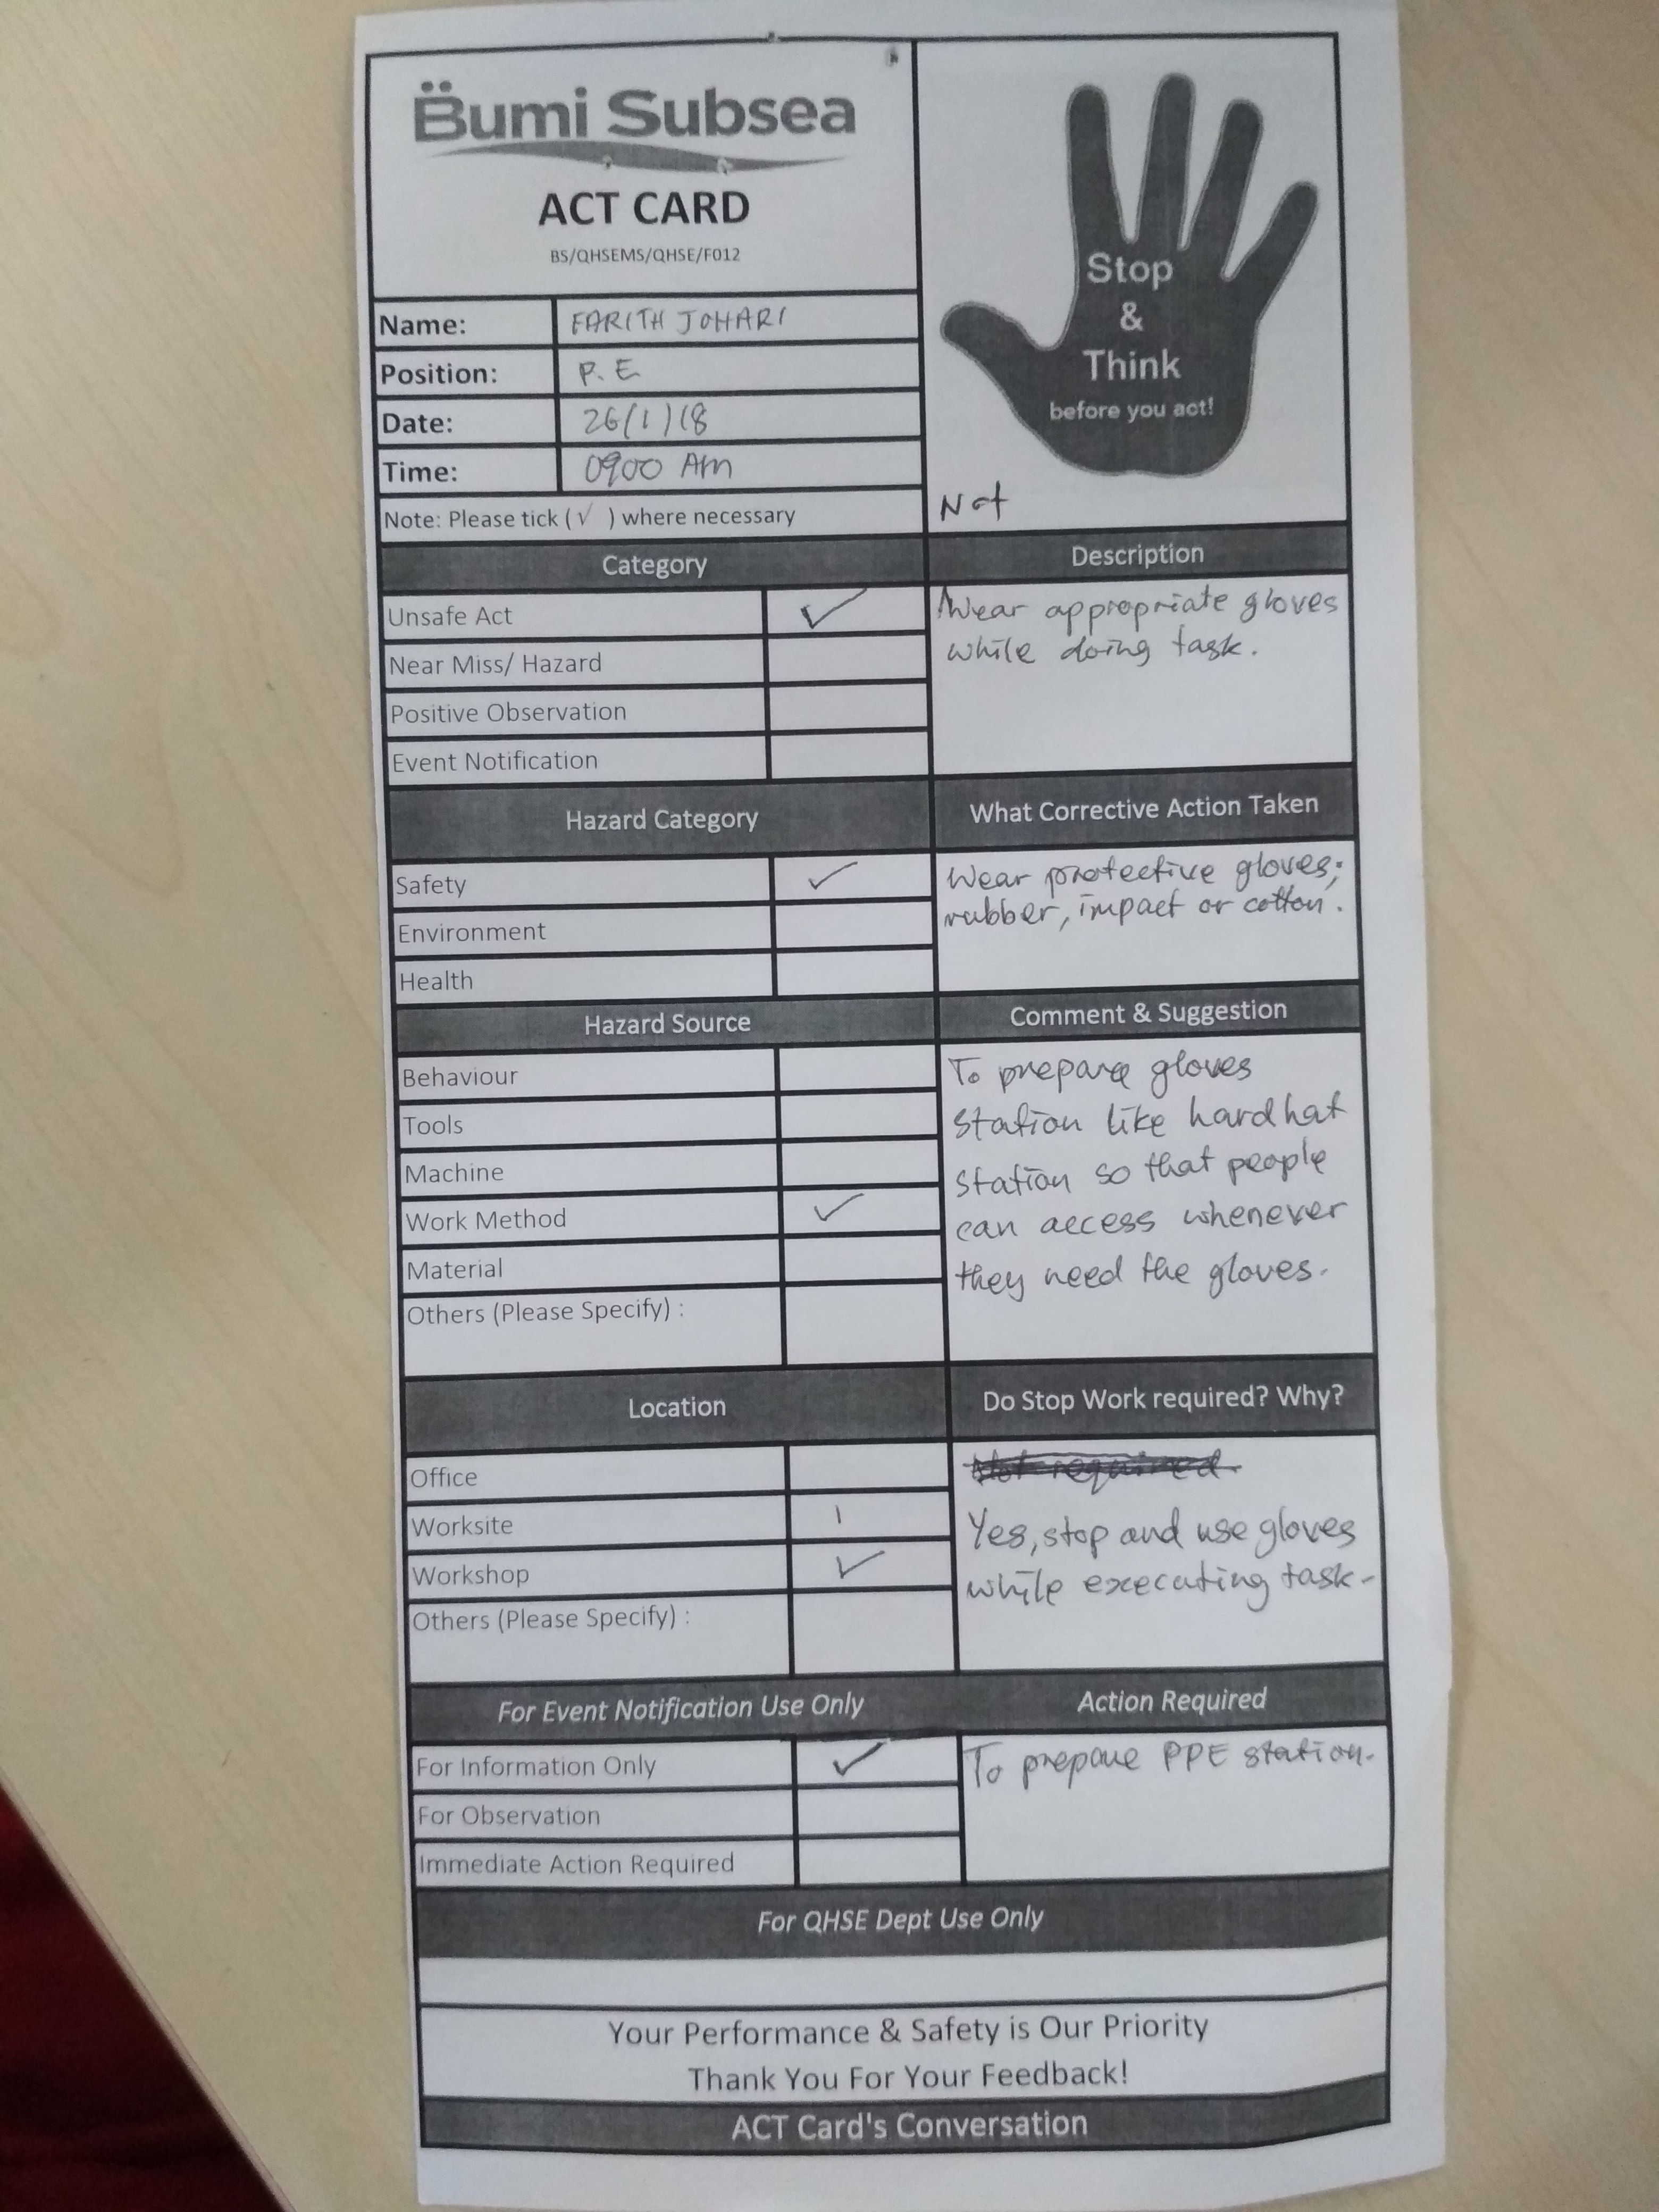 Bumi Subsea
ACT CARD
BS/QHSEMS/QHSE/F012
Stop
&
Think
before you act!
Name: FARITH JOHARI
Position: P.E
Date: 26/1/18
Time: 0900 Am
Note: Please tick (√ ) where necessary
Not
Category
Description
Unsafe Act ✓
Near Miss/ Hazard
Positive Observation
Event Notification
Wear appropriate gloves
while doing task.
Hazard Category
What Corrective Action Taken
Safety ✓
Environment
Health
Wear protective gloves;
rubber, impact or cotton.
Hazard Source
Comment & Suggestion
Behaviour
Tools
Machine
Work Method ✓
Material
Others (Please Specify) :
To prepare gloves
station like hard hat
station so that people
can access whenever
they need the gloves.
Location
Do Stop Work required? Why?
Office
Worksite
Workshop ✓
Others (Please Specify) :
Not required.
Yes, stop and use gloves
while executing task.
For Event Notification Use Only
Action Required
For Information Only ✓
For Observation
Immediate Action Required
To prepare PPE station.
For QHSE Dept Use Only
Your Performance & Safety is Our Priority
Thank You For Your Feedback!
ACT Card's Conversation